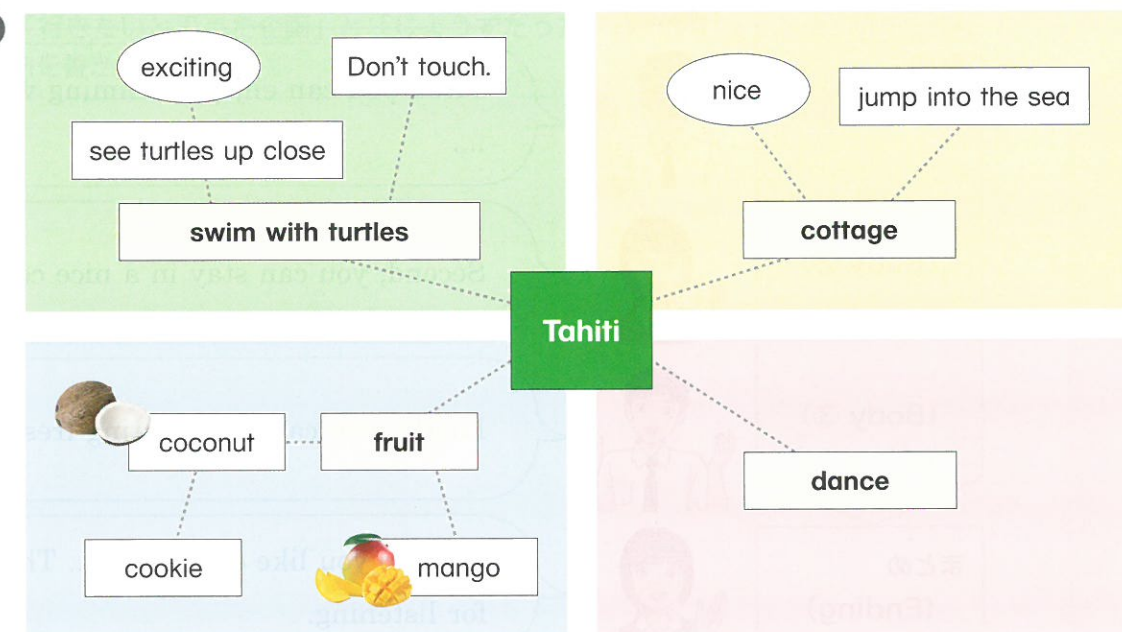 exciting
Don't touch.
see turtles up close
swim with turtles
nice
jump into the sea
cottage
Tahiti
coconut
fruit
cookie
mango
dance